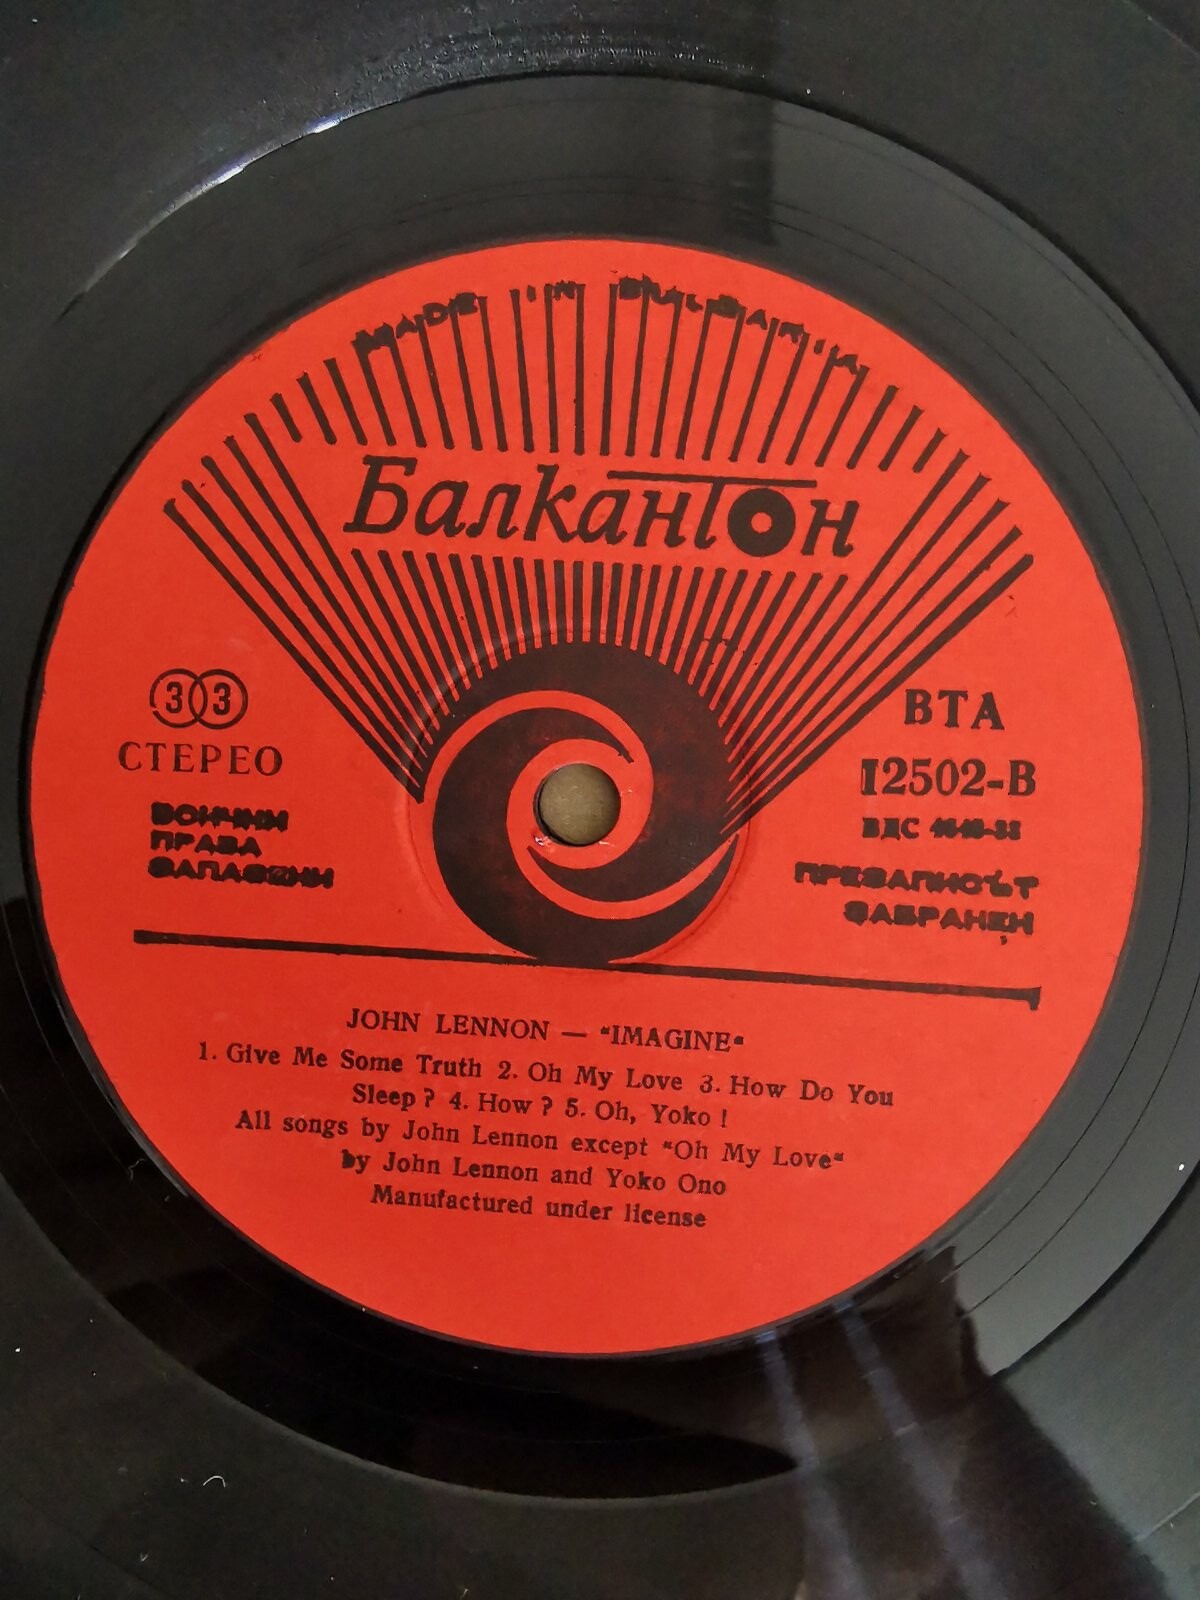 MADE IN BULGARIA
Балкантон
33
СТЕРЕО
ВСИЧКИ
ПРАВА
ЗАПАЗЕНИ
ВТА
12502-В
ВДС
ПРЕЗАПИСЪТ
ЗАБРАНЕН
JOHN LENNON — "IMAGINE"
1. Give Me Some Truth 2. Oh My Love 3. How Do You
Sleep? 4. How? 5. Oh, Yoko!
All songs by John Lennon except "Oh My Love"
by John Lennon and Yoko Ono
Manufactured under license